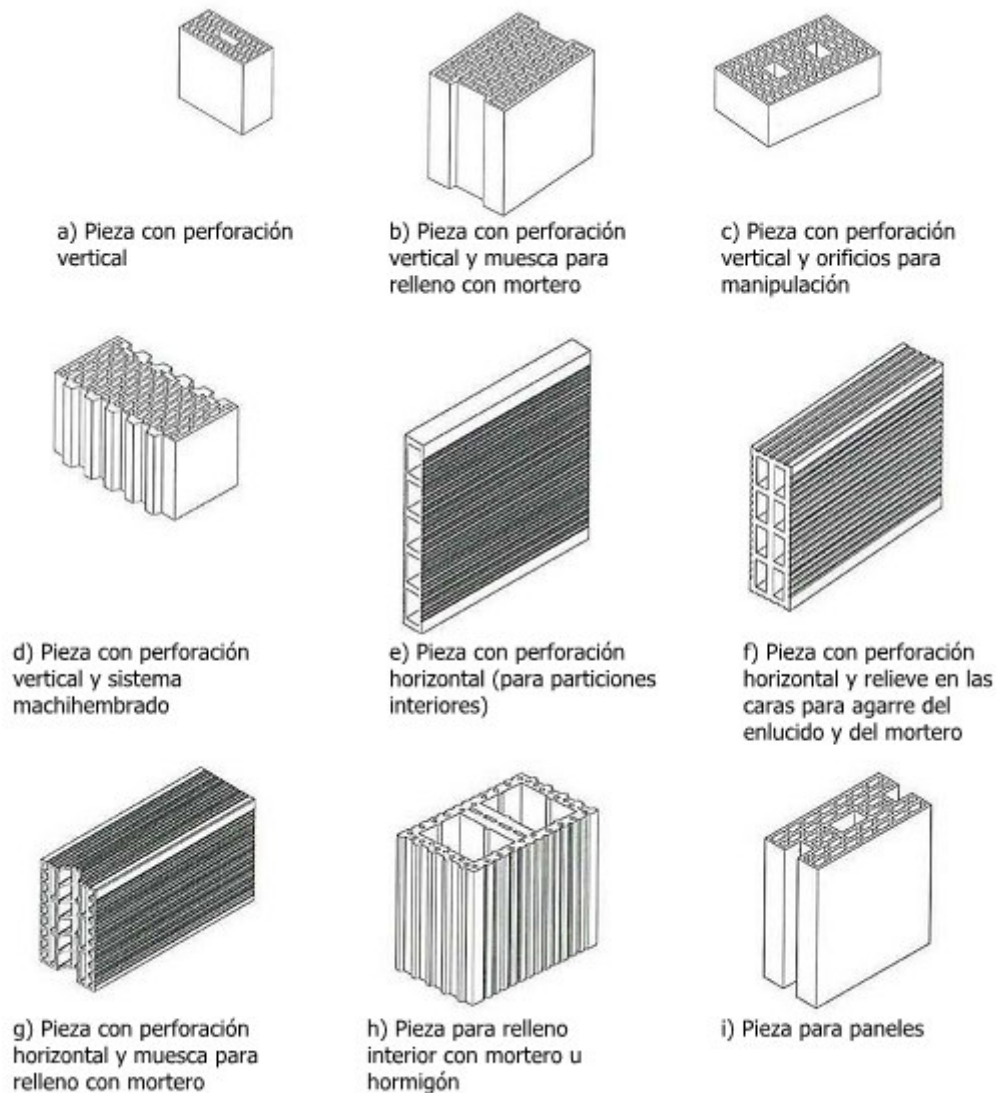 a) Pieza con perforación
vertical
b) Pieza con perforación
vertical y muesca para
relleno con mortero
c) Pieza con perforación
vertical y orificios para
manipulación
d) Pieza con perforación
vertical y sistema
machihembrado
e) Pieza con perforación
horizontal (para particiones
interiores)
f) Pieza con perforación
horizontal y relieve en las
caras para agarre del
enlucido y del mortero
g) Pieza con perforación
horizontal y muesca para
relleno con mortero
h) Pieza para relleno
interior con mortero u
hormigón
i) Pieza para paneles